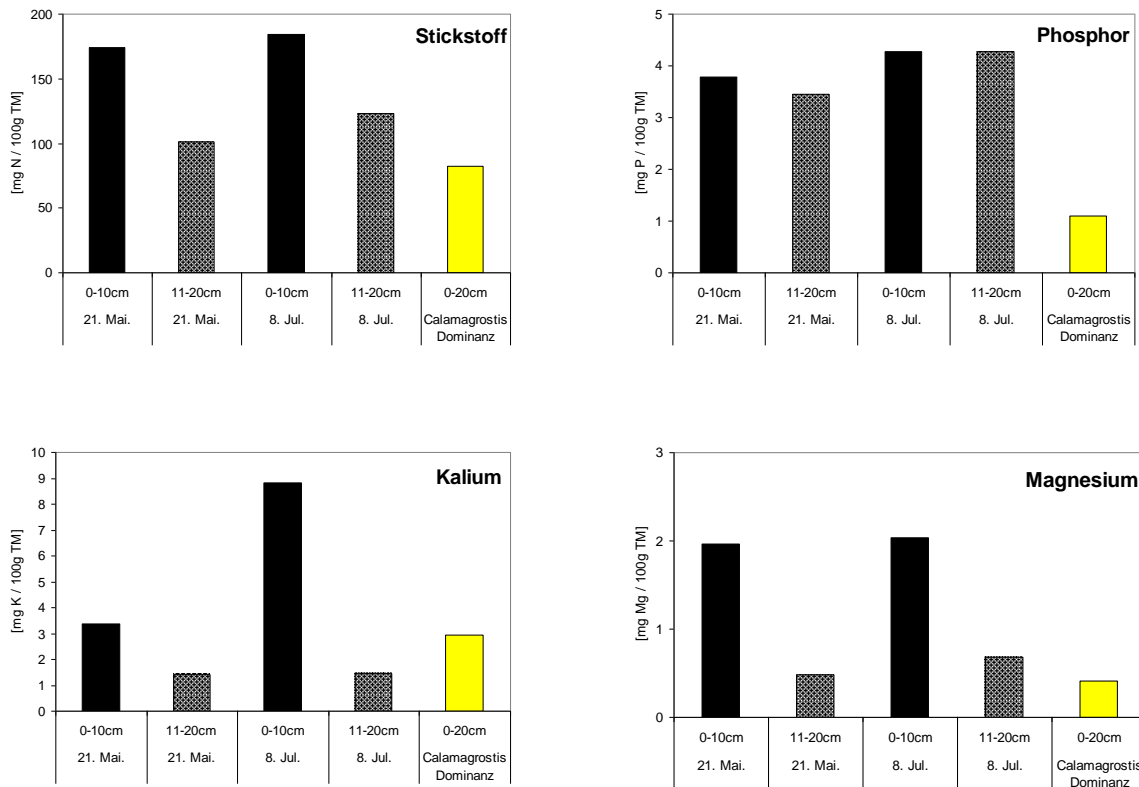 Stickstoff
[mg N / 100g TM]
200
150
100
50
0
0-10cm 11-20cm 0-10cm 11-20cm 0-20cm
21. Mai. 21. Mai. 8. Jul. 8. Jul. Calamagrostis
Dominanz
Phosphor
[mg P / 100g TM]
5
4
3
2
1
0
0-10cm 11-20cm 0-10cm 11-20cm 0-20cm
21. Mai. 21. Mai. 8. Jul. 8. Jul. Calamagrostis
Dominanz
Kalium
[mg K / 100g TM]
10
9
8
7
6
5
4
3
2
1
0
0-10cm 11-20cm 0-10cm 11-20cm 0-20cm
21. Mai. 21. Mai. 8. Jul. 8. Jul. Calamagrostis
Dominanz
Magnesium
[mg Mg / 100g TM]
3
2
1
0
0-10cm 11-20cm 0-10cm 11-20cm 0-20cm
21. Mai. 21. Mai. 8. Jul. 8. Jul. Calamagrostis
Dominanz